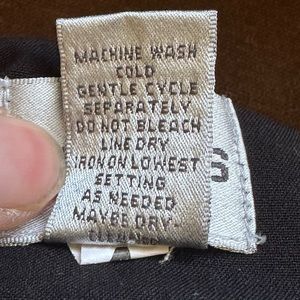 MACHINE WASH
COLD
GENTLE CYCLE
SEPARATELY
DO NOT BLEACH
LINE DRY
IRON ON LOWEST
SETTING
AS NEEDED
MAYBE DRY-
CLEANED
S